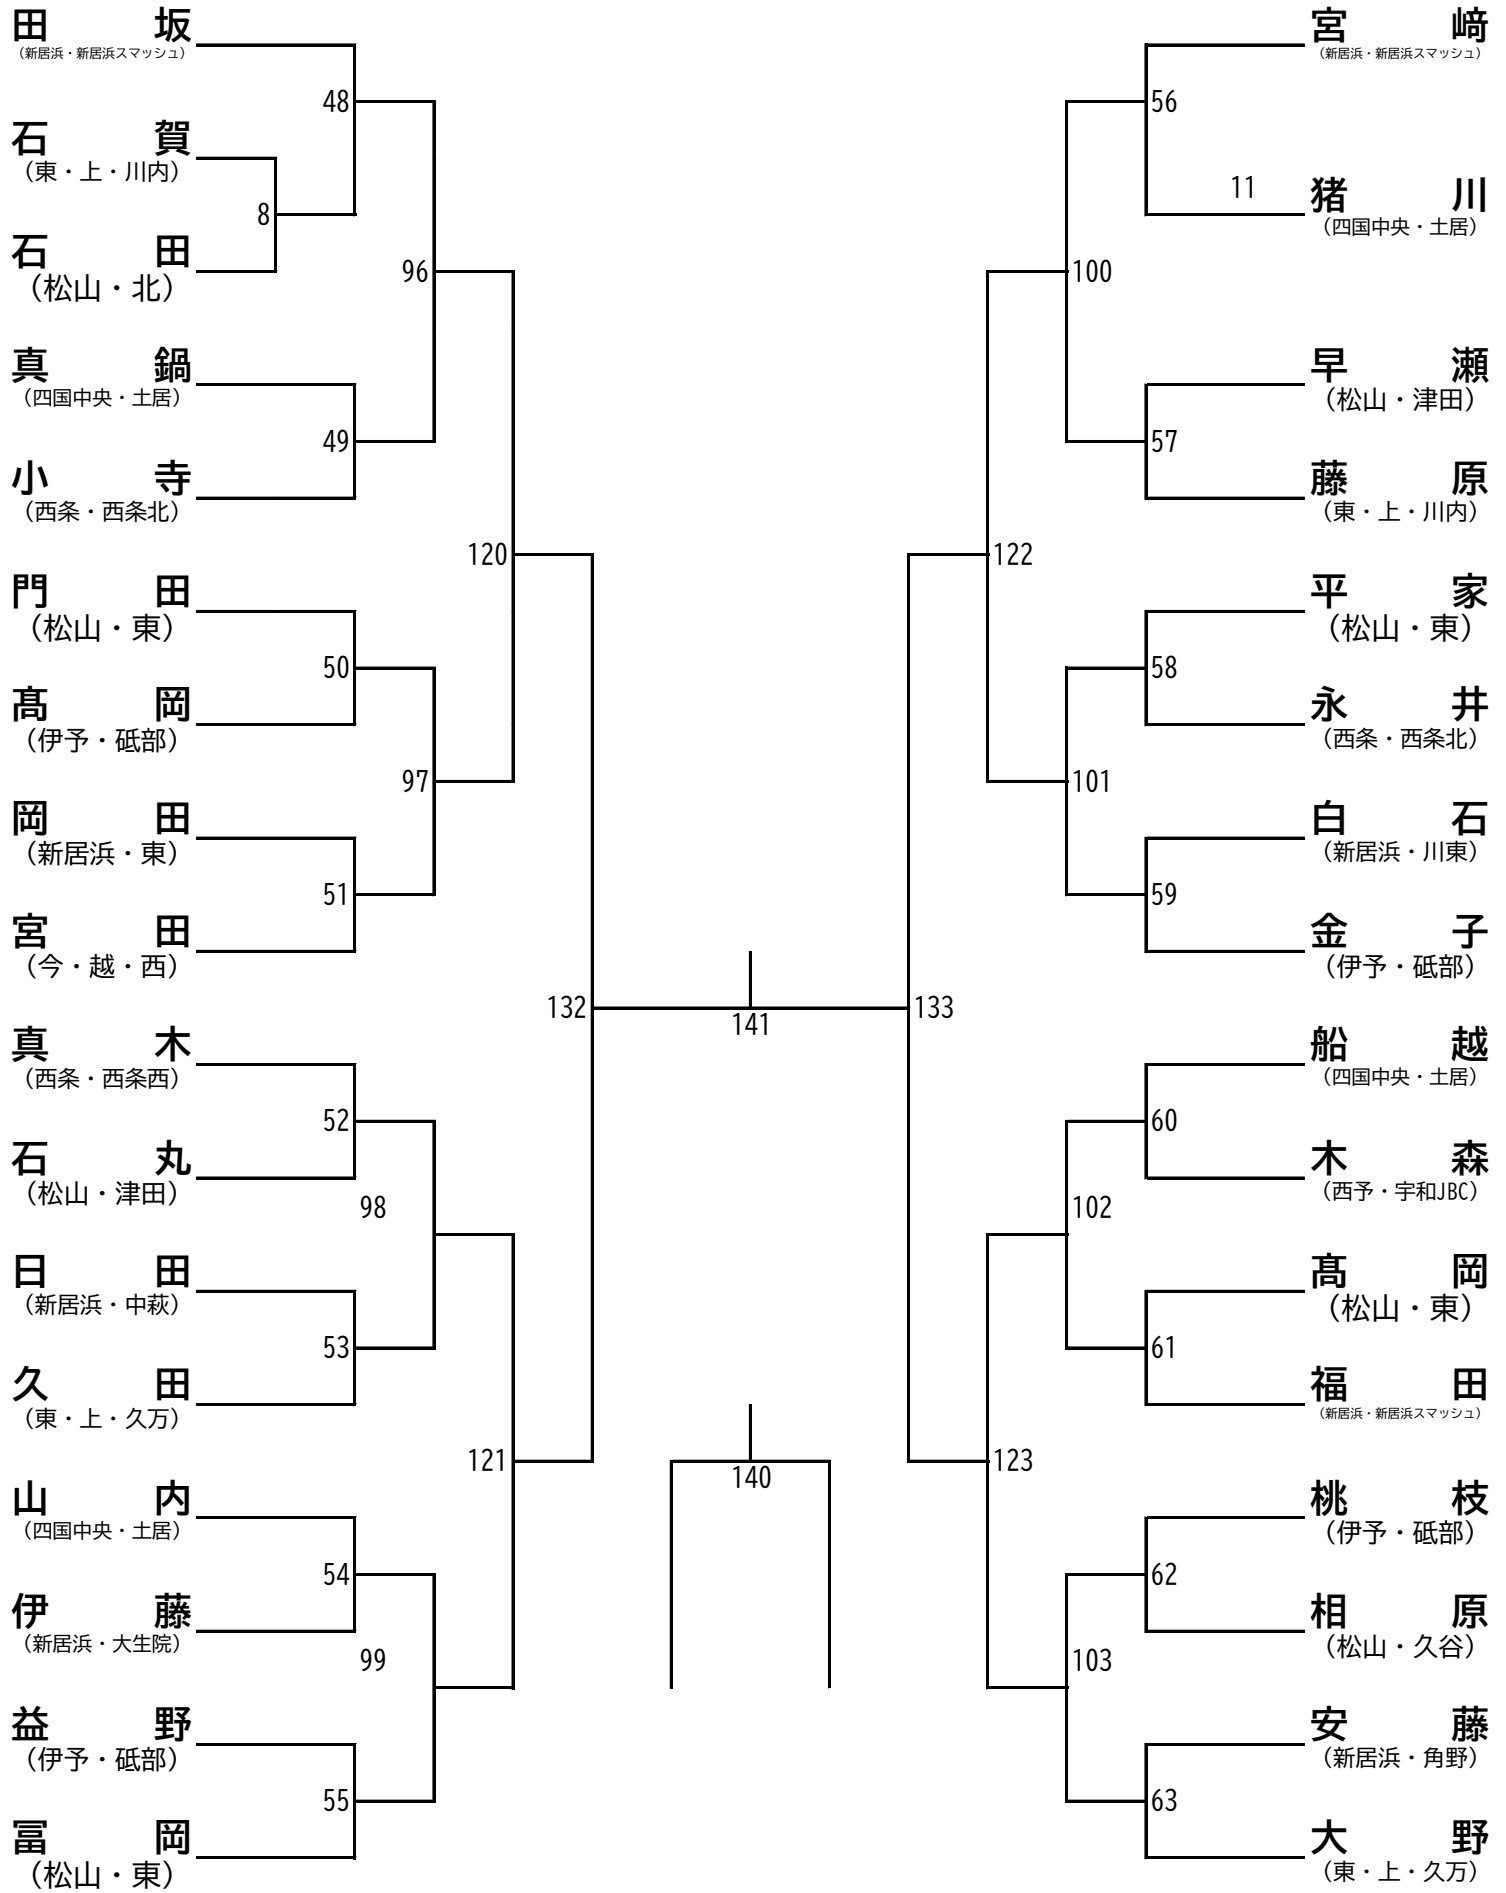 田 坂
（新居浜・新居浜スマッシュ）
48
石 賀
（東・上・川内）
8
石 田
（松山・北）
96
真 鍋
（四国中央・土居）
49
小 寺
（西条・西条北）
120
門 田
（松山・東）
50
髙 岡
（伊予・砥部）
97
岡 田
（新居浜・東）
51
宮 田
（今・越・西）
132
真 木
（西条・西条西）
52
石 丸
（松山・津田）
98
日 田
（新居浜・中萩）
53
久 田
（東・上・久万）
121
山 内
（四国中央・土居）
54
伊 藤
（新居浜・大生院）
99
益 野
（伊予・砥部）
55
冨 岡
（松山・東）
141
140
宮 﨑
（新居浜・新居浜スマッシュ）
56
11
猪 川
（四国中央・土居）
100
早 瀬
（松山・津田）
57
藤 原
（東・上・川内）
122
平 家
（松山・東）
58
永 井
（西条・西条北）
101
白 石
（新居浜・川東）
59
金 子
（伊予・砥部）
133
船 越
（四国中央・土居）
60
木 森
（西予・宇和JBC）
102
髙 岡
（松山・東）
61
福 田
（新居浜・新居浜スマッシュ）
123
桃 枝
（伊予・砥部）
62
相 原
（松山・久谷）
103
安 藤
（新居浜・角野）
63
大 野
（東・上・久万）